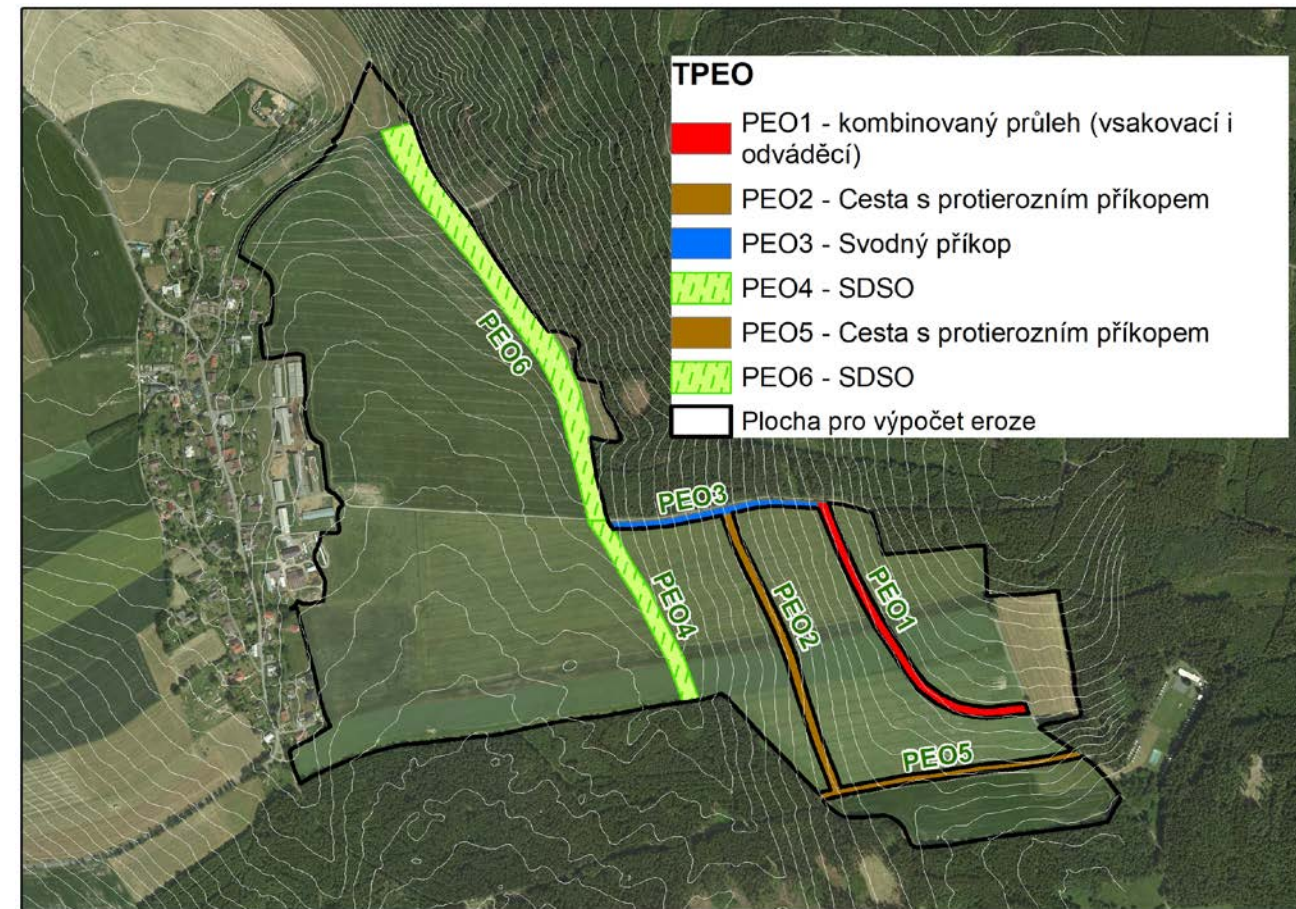 TPEO
PEO1 - kombinovaný průleh (vsakovací i
odváděcí)
PEO2 - Cesta s protierozním příkopem
PEO3 - Svodný příkop
PEO4 - SDSO
PEO5 - Cesta s protierozním příkopem
PEO6 - SDSO
Plocha pro výpočet eroze
PEO6
PEO3
PEO4
PEO2
PEO1
PEO5